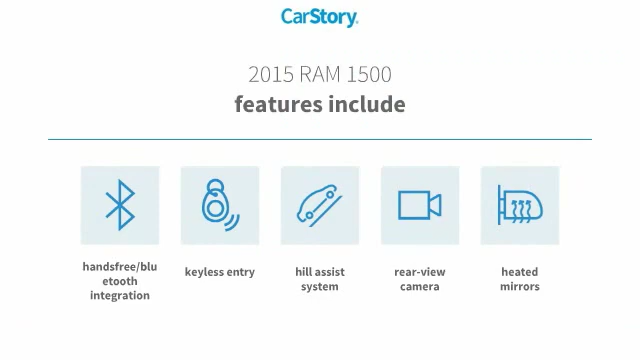 CarStory.
2015 RAM 1500
features include
handsfree/blu
etooth
integration
keyless entry
hill assist
system
rear-view
camera
heated
mirrors